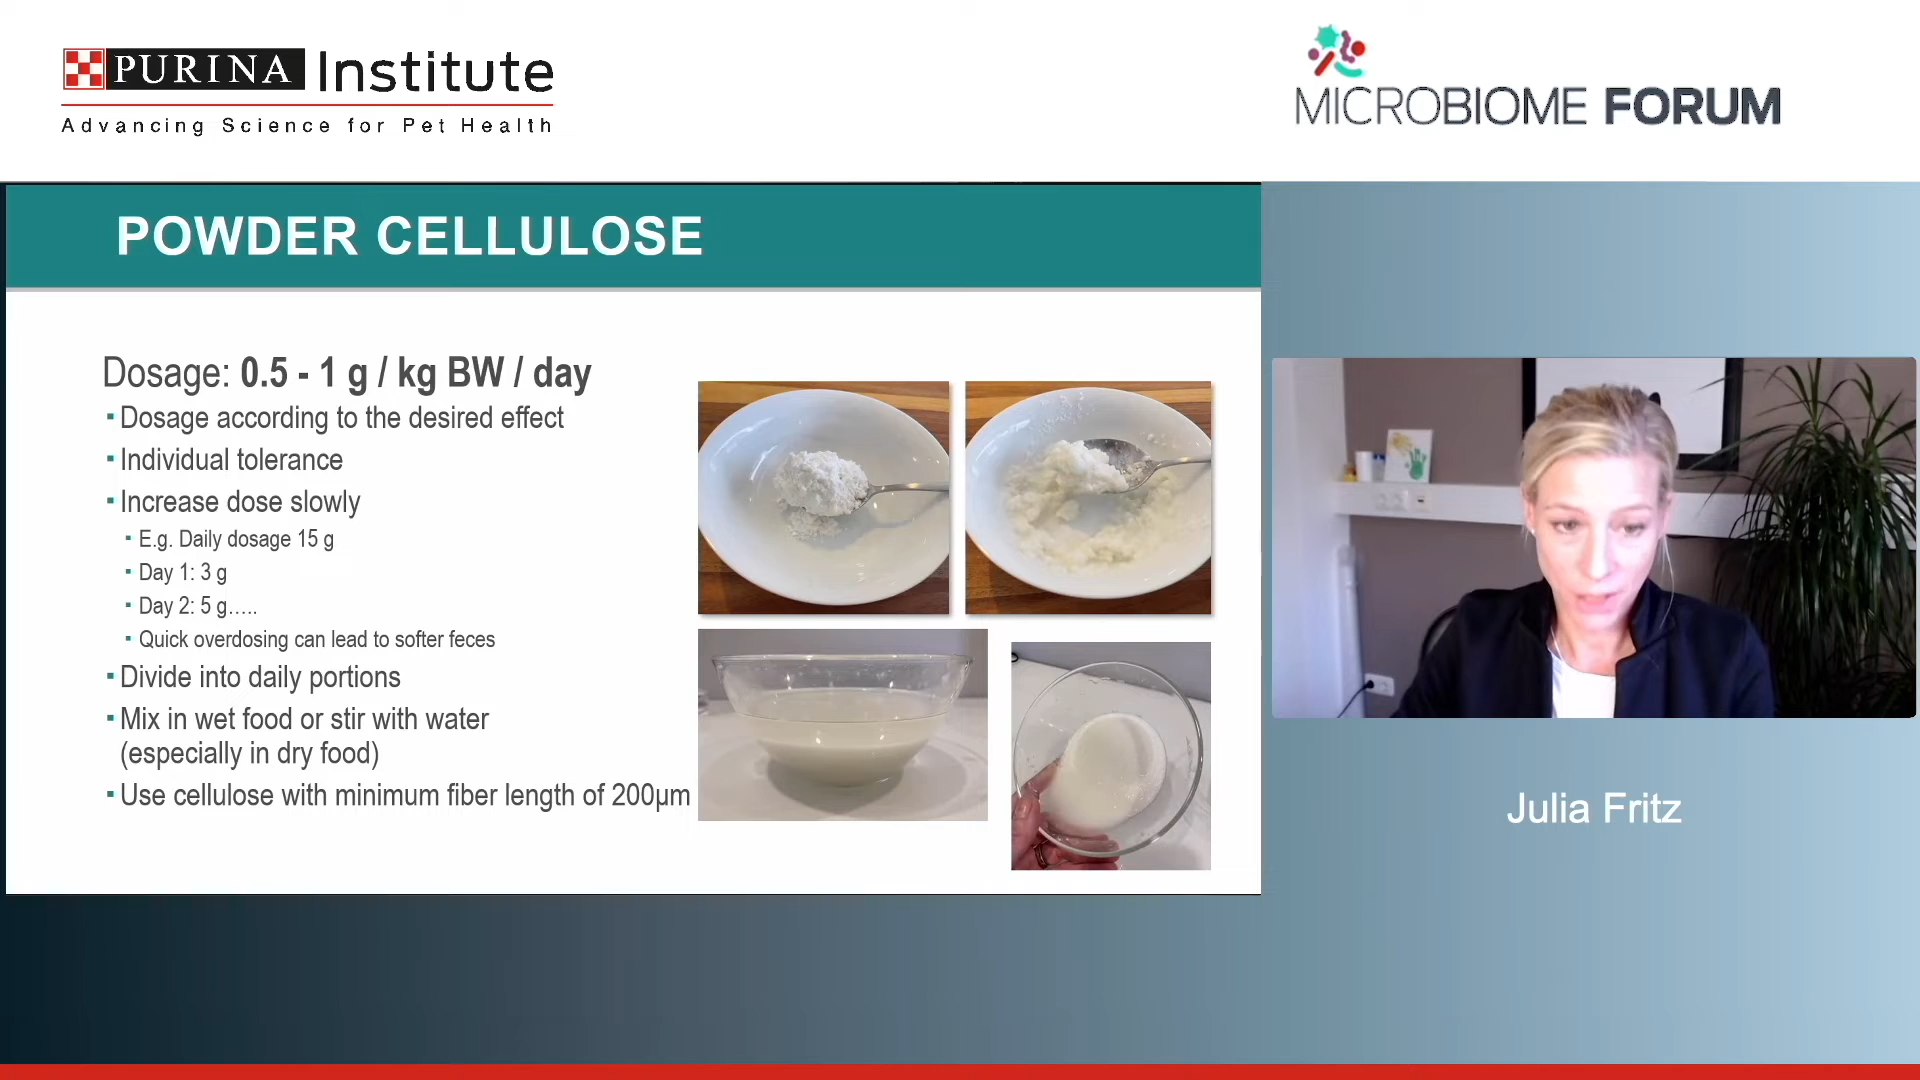 PURINA Institute
Advancing Science for Pet Health
MICROBIOME FORUM
POWDER CELLULOSE
Dosage: 0.5 - 1 g / kg BW / day
▪ Dosage according to the desired effect
▪ Individual tolerance
▪ Increase dose slowly
▪ E.g. Daily dosage 15 g
▪ Day 1: 3 g
▪ Day 2: 5 g…..
▪ Quick overdosing can lead to softer feces
▪ Divide into daily portions
▪ Mix in wet food or stir with water
(especially in dry food)
▪ Use cellulose with minimum fiber length of 200µm
Julia Fritz